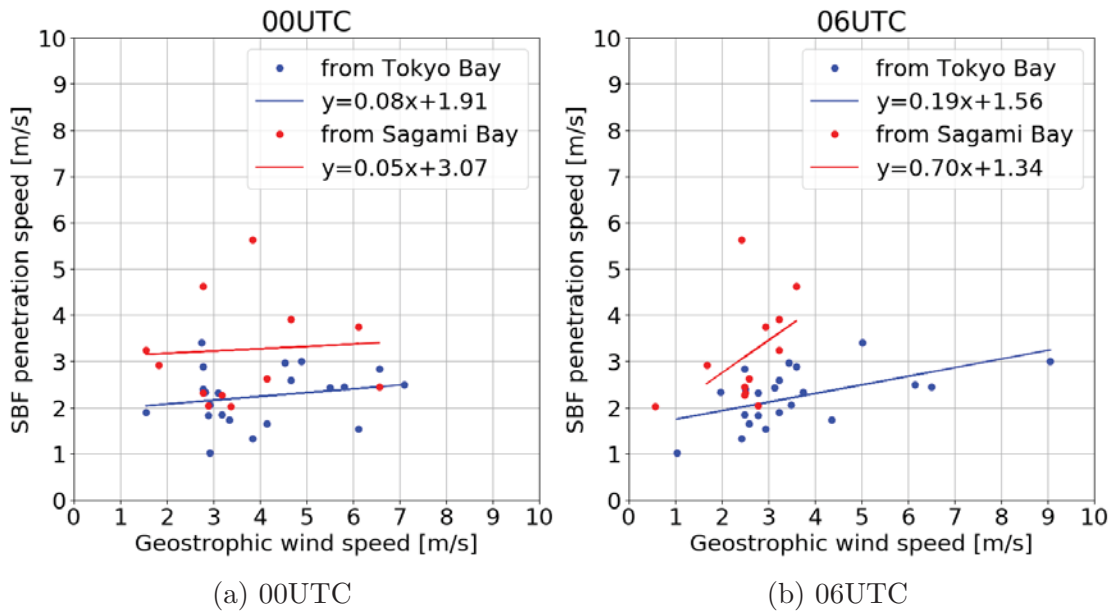 00UTC
10
9
8
7
6
5
4
3
2
1
0
SBF penetration speed [m/s]
from Tokyo Bay
y=0.08x+1.91
from Sagami Bay
y=0.05x+3.07
0 1 2 3 4 5 6 7 8 9 10
Geostrophic wind speed [m/s]
(a) 00UTC
06UTC
10
9
8
7
6
5
4
3
2
1
0
SBF penetration speed [m/s]
from Tokyo Bay
y=0.19x+1.56
from Sagami Bay
y=0.70x+1.34
0 1 2 3 4 5 6 7 8 9 10
Geostrophic wind speed [m/s]
(b) 06UTC